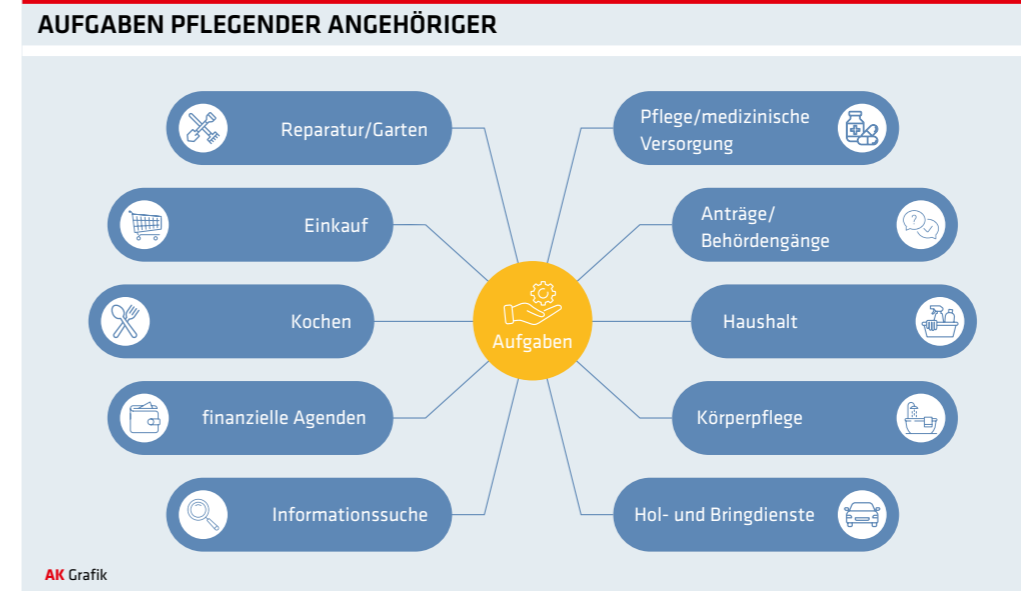 AUFGABEN PFLEGENDER ANGEHÖRIGER
Reparatur/Garten
Einkauf
Kochen
finanzielle Agenden
Informationssuche
Aufgaben
Pflege/medizinische
Versorgung
Anträge/
Behördengänge
Haushalt
Körperpflege
Hol- und Bringdienste
AK Grafik